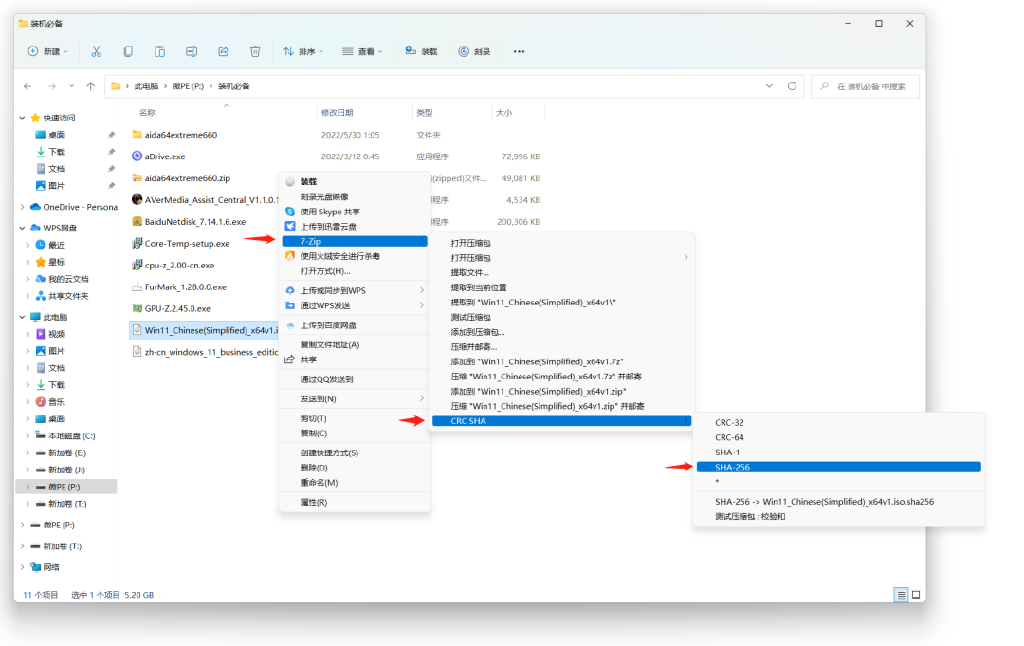 装机必备
新建
排序
查看
装载
刻录
此电脑 > 微PE (P:) > 装机必备
在 装机必备 中搜索
名称 修改日期 类型 大小
快速访问
桌面
下载
文档
图片
OneDrive - Persona
WPS网盘
最近
星标
我的云文档
共享文件夹
此电脑
视频
图片
文档
下载
音乐
桌面
本地磁盘 (C:)
新加卷 (E:)
新加卷 (J:)
微PE (P:)
新加卷 (T:)
微PE (P:)
新加卷 (T:)
网络
aida64extreme660 2022/5/30 1:05 文件夹
aDrive.exe 2022/3/12 0:45 应用程序 72,996 KB
aida64extreme660.zip (zipped)文件... 49,081 KB
AVerMedia_Assist_Central_V1.1.0.1 程序 4,534 KB
BaiduNetdisk_7.14.1.6.exe 程序 200,306 KB
Core-Temp-setup.exe
cpu-z_2.00-cn.exe
FurMark_1.28.0.0.exe
GPU-Z.2.45.0.exe
Win11_Chinese(Simplified)_x64v1.i
zh-cn_windows_11_business_editio
装载
刻录光盘映像
使用 Skype 共享
上传到迅雷云盘
7-Zip
使用火绒安全进行杀毒
打开方式(H)...
上传或同步到WPS
通过WPS发送
上传到百度网盘
复制文件地址(A)
共享
通过QQ发送到
发送到(N)
剪切(T)
复制(C)
创建快捷方式(S)
删除(D)
重命名(M)
属性(R)
打开压缩包
打开压缩包
提取文件...
提取到当前位置
提取到 "Win11_Chinese(Simplified)_x64v1\"
测试压缩包
添加到压缩包...
压缩并邮寄...
添加到 "Win11_Chinese(Simplified)_x64v1.7z"
压缩 "Win11_Chinese(Simplified)_x64v1.7z" 并邮寄
添加到 "Win11_Chinese(Simplified)_x64v1.zip"
压缩 "Win11_Chinese(Simplified)_x64v1.zip" 并邮寄
CRC SHA
CRC-32
CRC-64
SHA-1
SHA-256
*
SHA-256 -> Win11_Chinese(Simplified)_x64v1.iso.sha256
测试压缩包 : 校验和
11 个项目 选中 1 个项目 5.20 GB